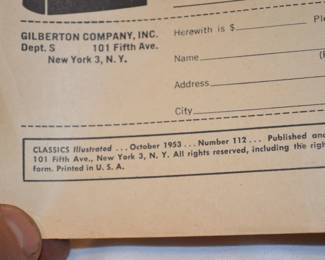 GILBERTON COMPANY, INC.
Dept. S 101 Fifth Ave.
New York 3, N. Y.
Herewith is $
Name
Address
City
CLASSICS Illustrated ... October 1953 ... Number 112 ... Published and
101 Fifth Ave., New York 3, N. Y. All rights reserved, including the righ
form. Printed in U. S. A.